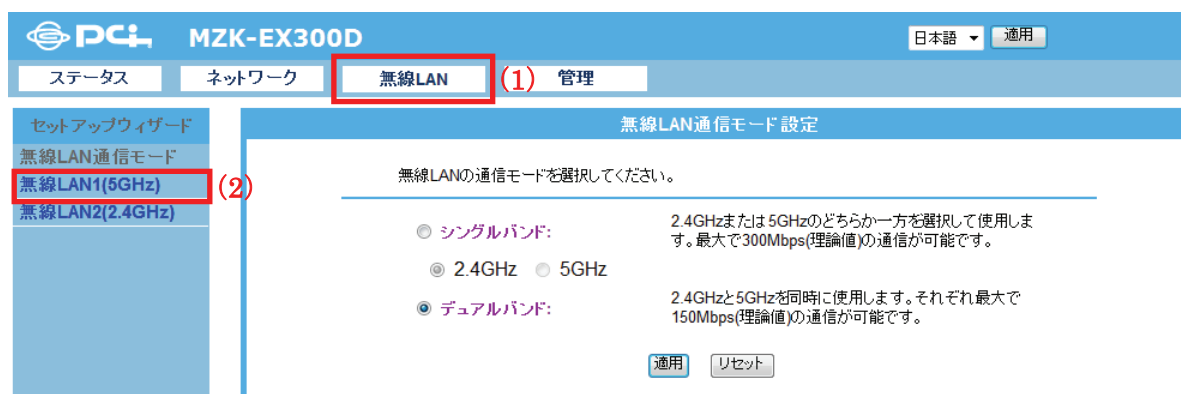 PCi MZK-EX300D 日本語 適用
ステータス ネットワーク 無線LAN (1) 管理
セットアップウィザード
無線LAN通信モード
無線LAN1(5GHz) (2)
無線LAN2(2.4GHz)
無線LAN通信モード設定
無線LANの通信モードを選択してください。
シングルバンド:
2.4GHzまたは5GHzのどちらか一方を選択して使用しま
す。最大で300Mbps(理論値)の通信が可能です。
2.4GHz 5GHz
デュアルバンド:
2.4GHzと5GHzを同時に使用します。それぞれ最大で
150Mbps(理論値)の通信が可能です。
適用 リセット